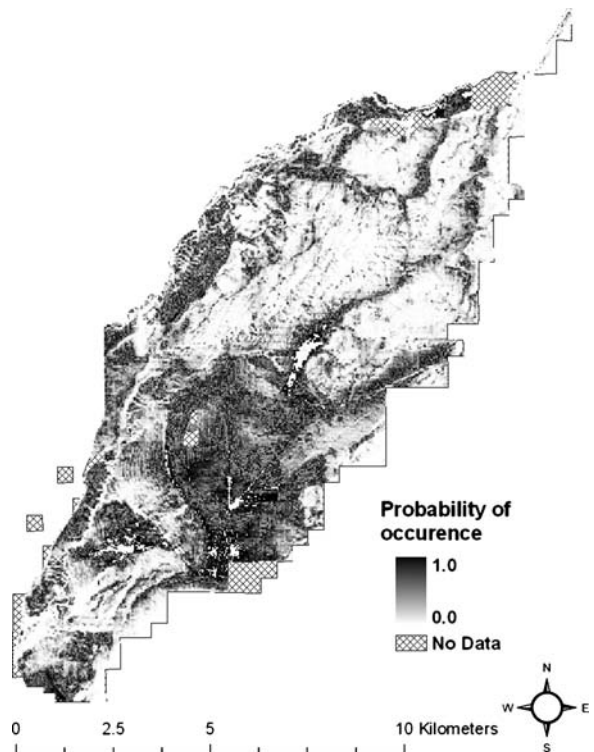 Probability of
occurence
1.0
0.0
No Data
N
W E
S
0 2.5 5 10 Kilometers